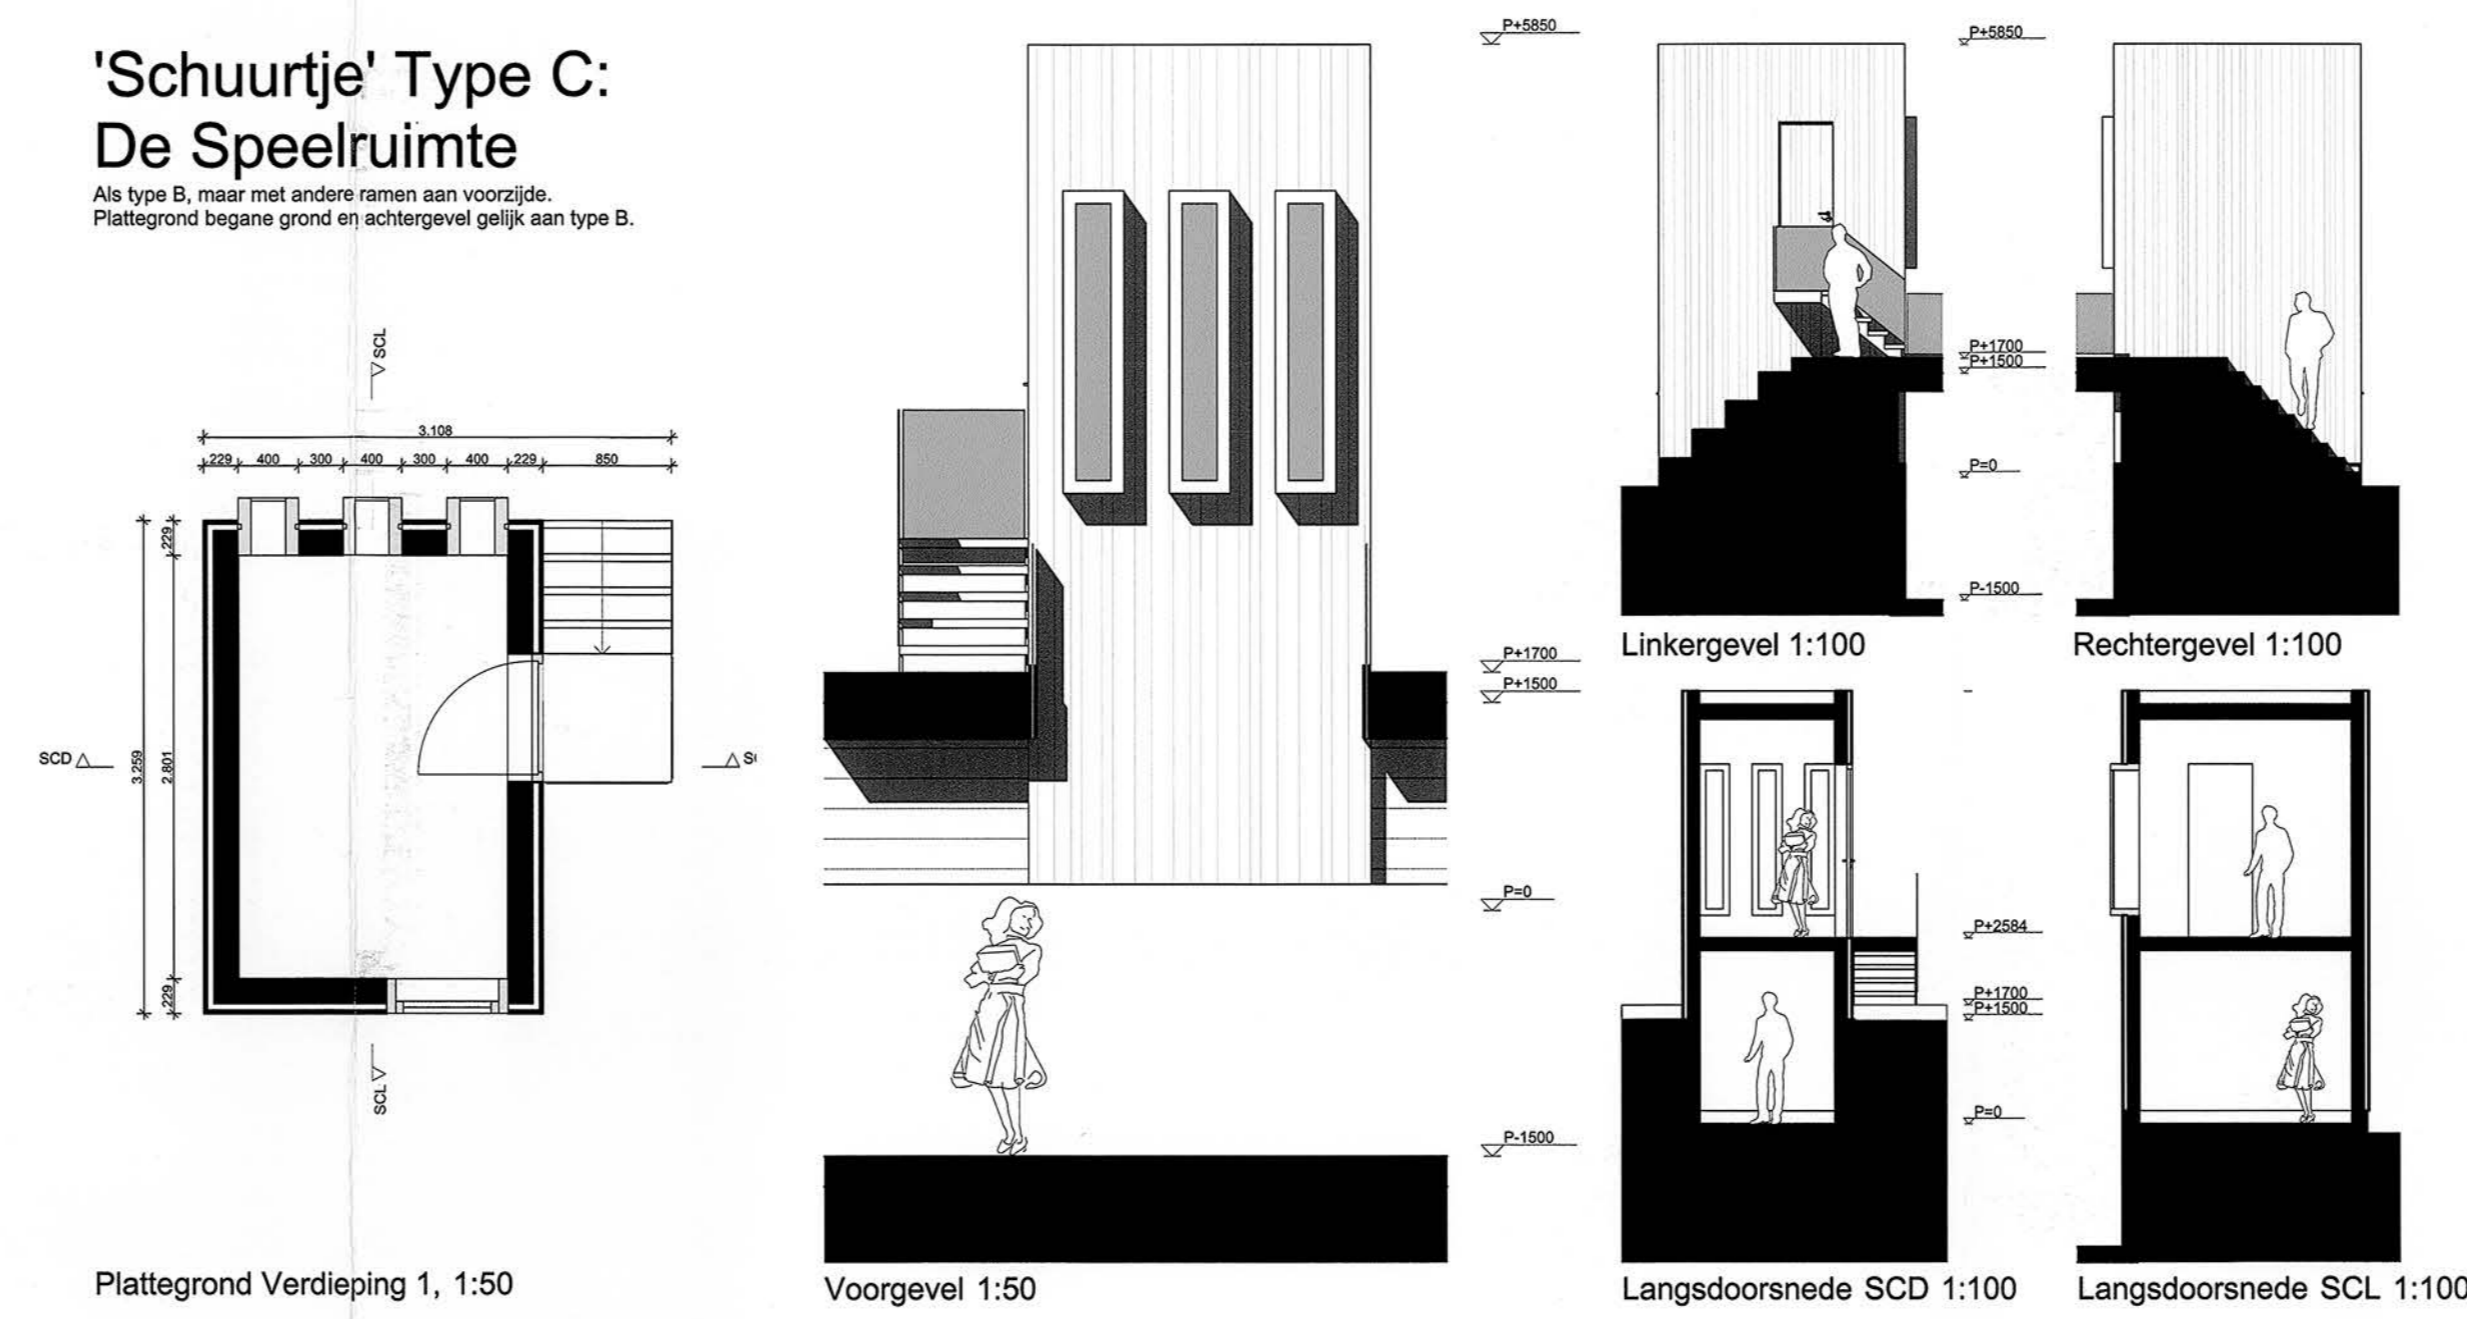 'Schuurtje' Type C:
De Speelruimte
Als type B, maar met andere ramen aan voorzijde.
Plattegrond begane grond en achtergevel gelijk aan type B.
SCL
3.108
229 400 300 400 300 400 229 850
229
3.259
2.801
229
SCD
SCL
Plattegrond Verdieping 1, 1:50
P+5850
P+1700
P+1500
P=0
P-1500
Voorgevel 1:50
P+5850
P+1700
P+1500
P=0
P-1500
Linkergevel 1:100
Rechtergevel 1:100
P+2584
P+1700
P+1500
P=0
Langsdoorsnede SCD 1:100
Langsdoorsnede SCL 1:100